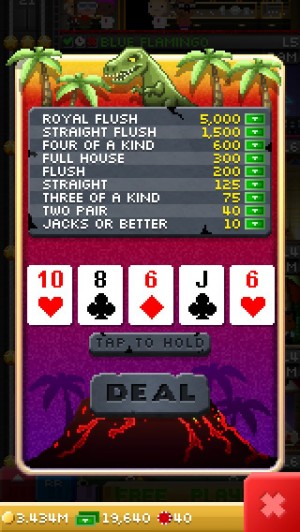 BLUE FLAMINGO
ROYAL FLUSH 5,000
STRAIGHT FLUSH 1,500
FOUR OF A KIND 600
FULL HOUSE 300
FLUSH 200
STRAIGHT 125
THREE OF A KIND 75
TWO PAIR 40
JACKS OR BETTER 10
10 8 6 J 6
TAP TO HOLD
DEAL
3.434M 19,640 40